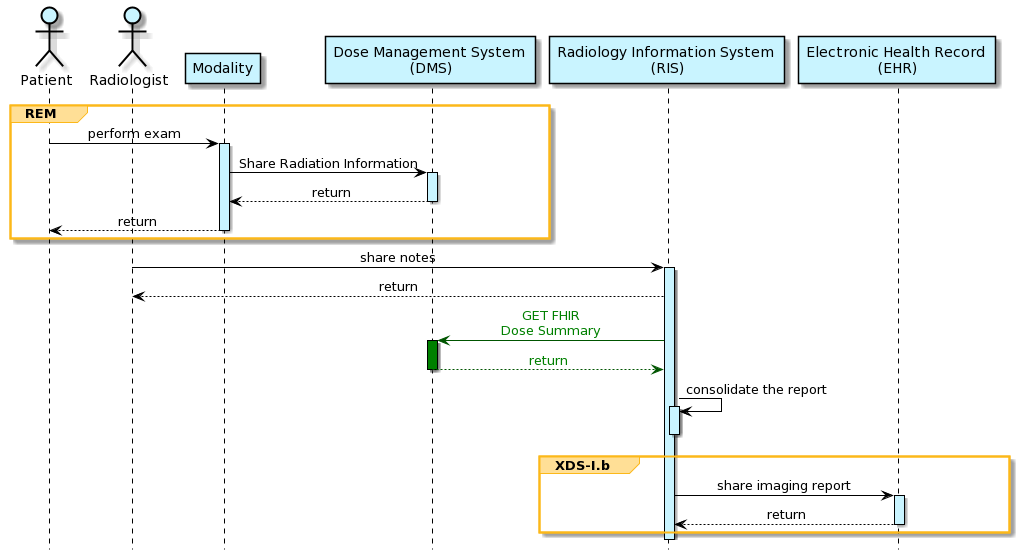 Patient
Radiologist
Modality
Dose Management System
(DMS)
Radiology Information System
(RIS)
Electronic Health Record
(EHR)
REM
perform exam
Share Radiation Information
return
return
share notes
return
GET FHIR
Dose Summary
return
consolidate the report
XDS-I.b
share imaging report
return